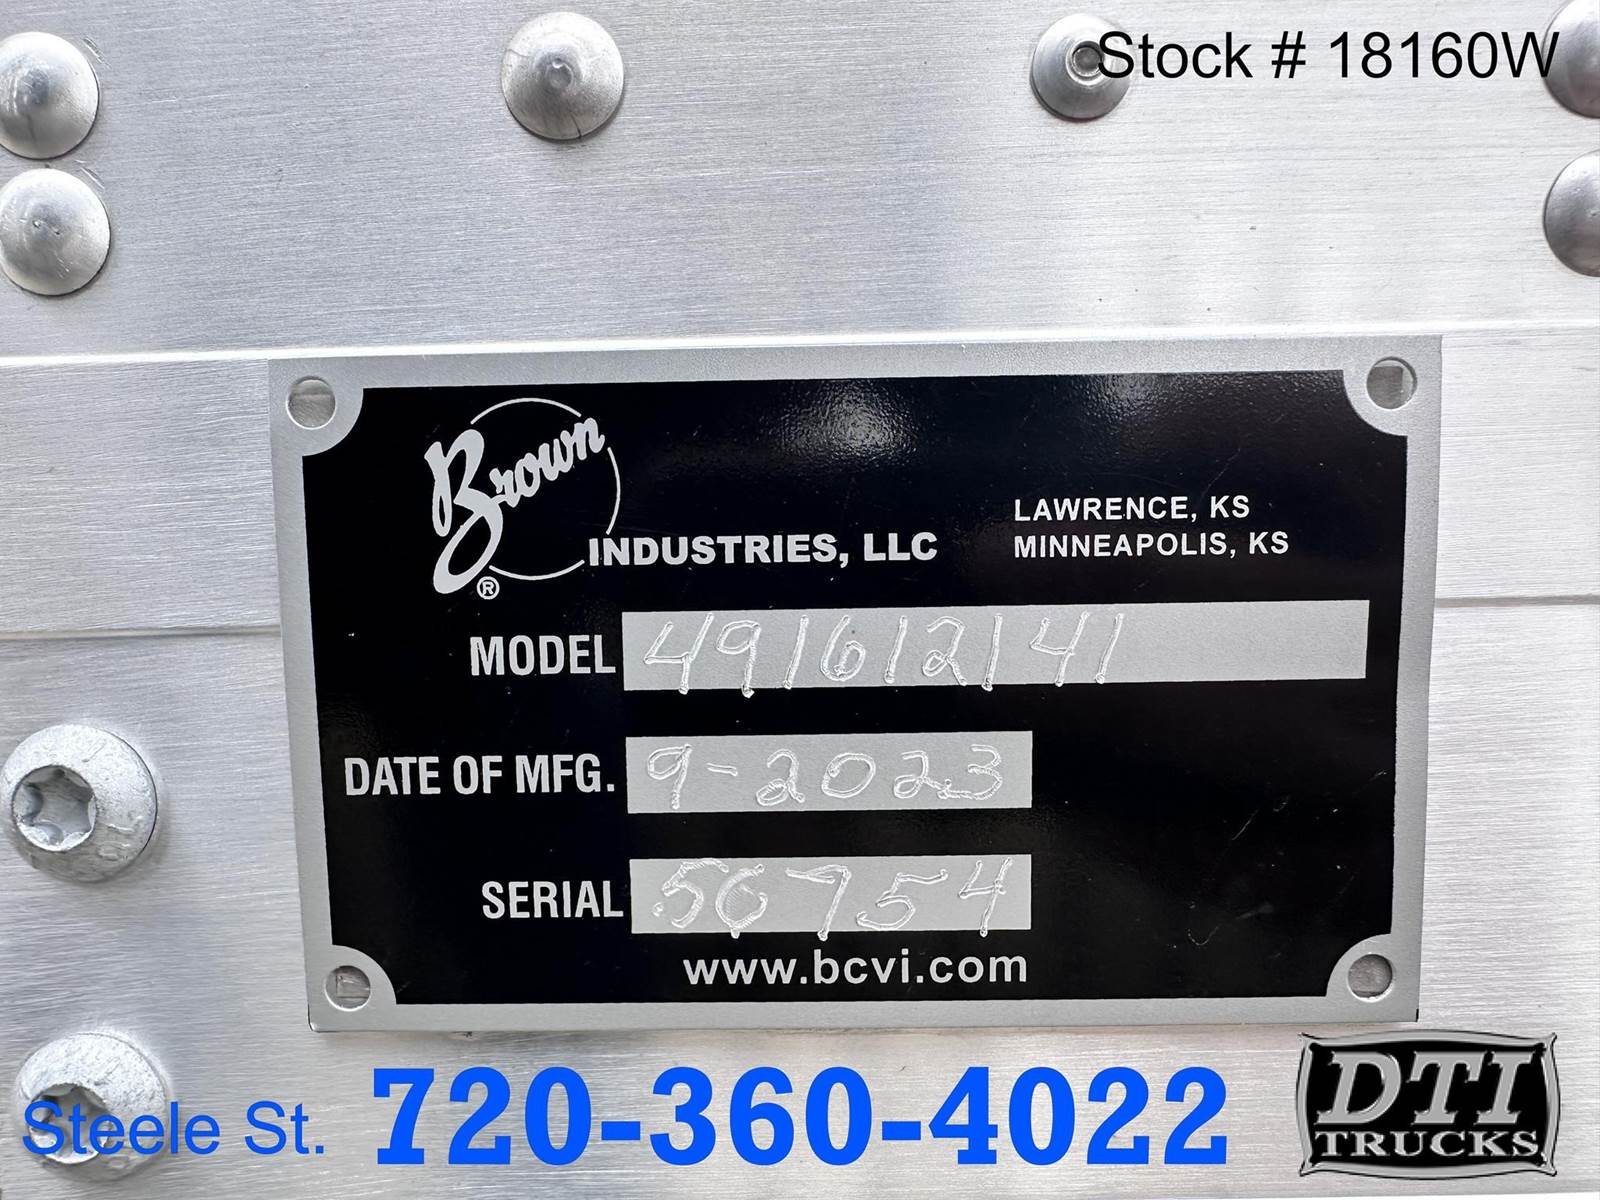 Stock # 18160W
Brown
INDUSTRIES, LLC
®
LAWRENCE, KS
MINNEAPOLIS, KS
MODEL 491612141
DATE OF MFG. 9-2023
SERIAL 56754
www.bcvi.com
Steele St. 720-360-4022
DTI
TRUCKS